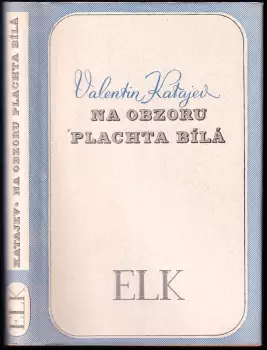 KATAJEV • NA OBZORU PLACHTA BÍLÁ
ELK
Valentin Katajev
NA OBZORU
PLACHTA BÍLÁ
ELK